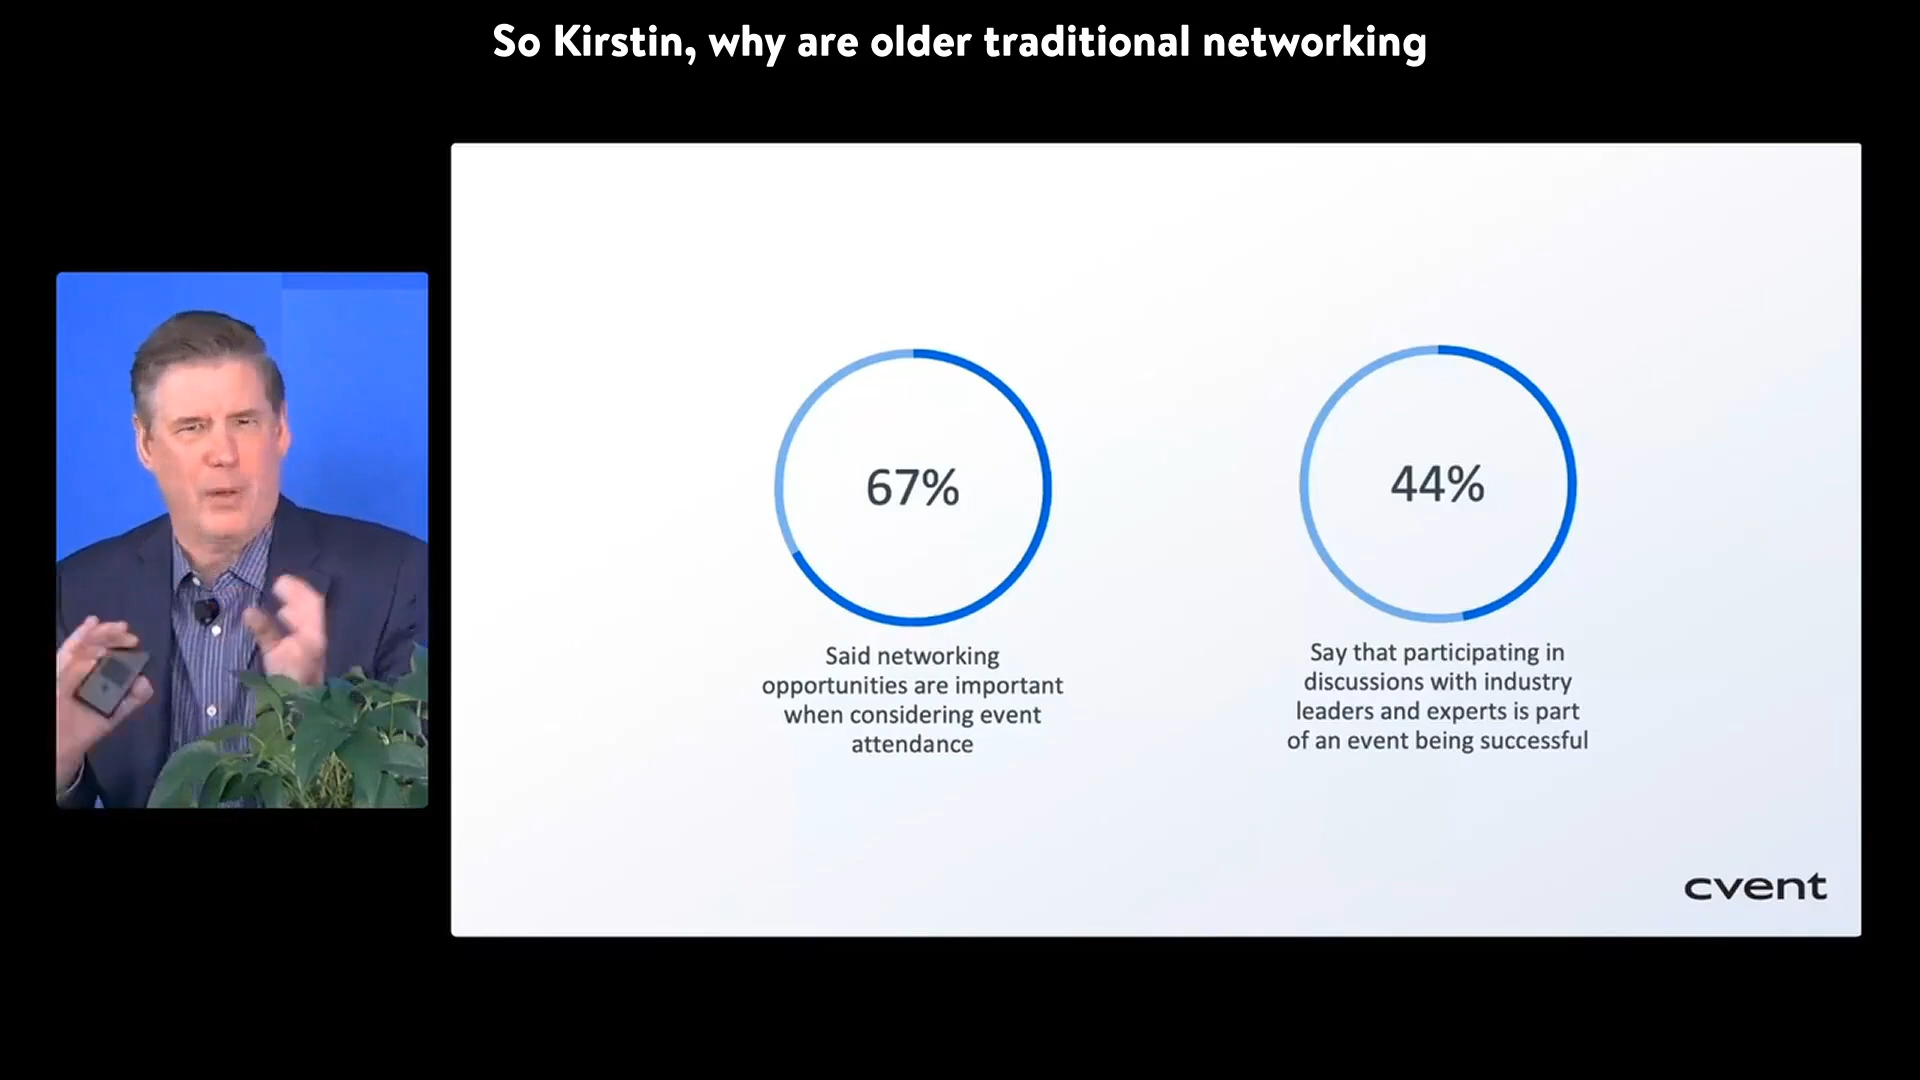 So Kirstin, why are older traditional networking
67%
Said networking
opportunities are important
when considering event
attendance
44%
Say that participating in
discussions with industry
leaders and experts is part
of an event being successful
cvent